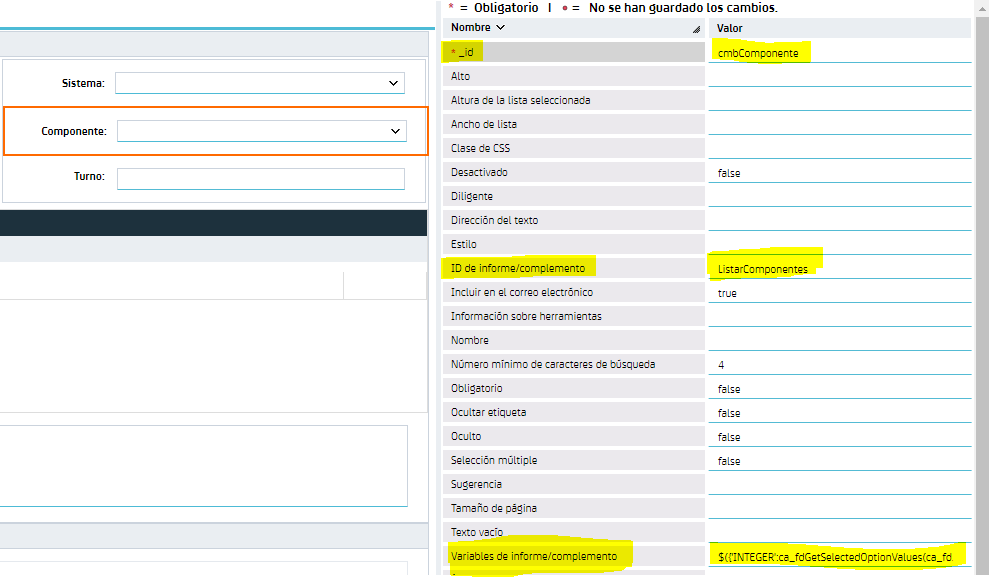 * = Obligatorio I • = No se han guardado los cambios.
Nombre Valor
* _id cmbComponente
Alto
Sistema:
Altura de la lista seleccionada
Ancho de lista
Componente:
Clase de CSS
Desactivado false
Turno:
Diligente
Dirección del texto
Estilo
ID de informe/complemento ListarComponentes
Incluir en el correo electrónico true
Información sobre herramientas
Nombre
Número mínimo de caracteres de búsqueda 4
Obligatorio false
Ocultar etiqueta false
Oculto false
Selección múltiple false
Sugerencia
Tamaño de página
Texto vacío
Variables de informe/complemento $({'INTEGER':ca_fdGetSelectedOptionValues(ca_fd.